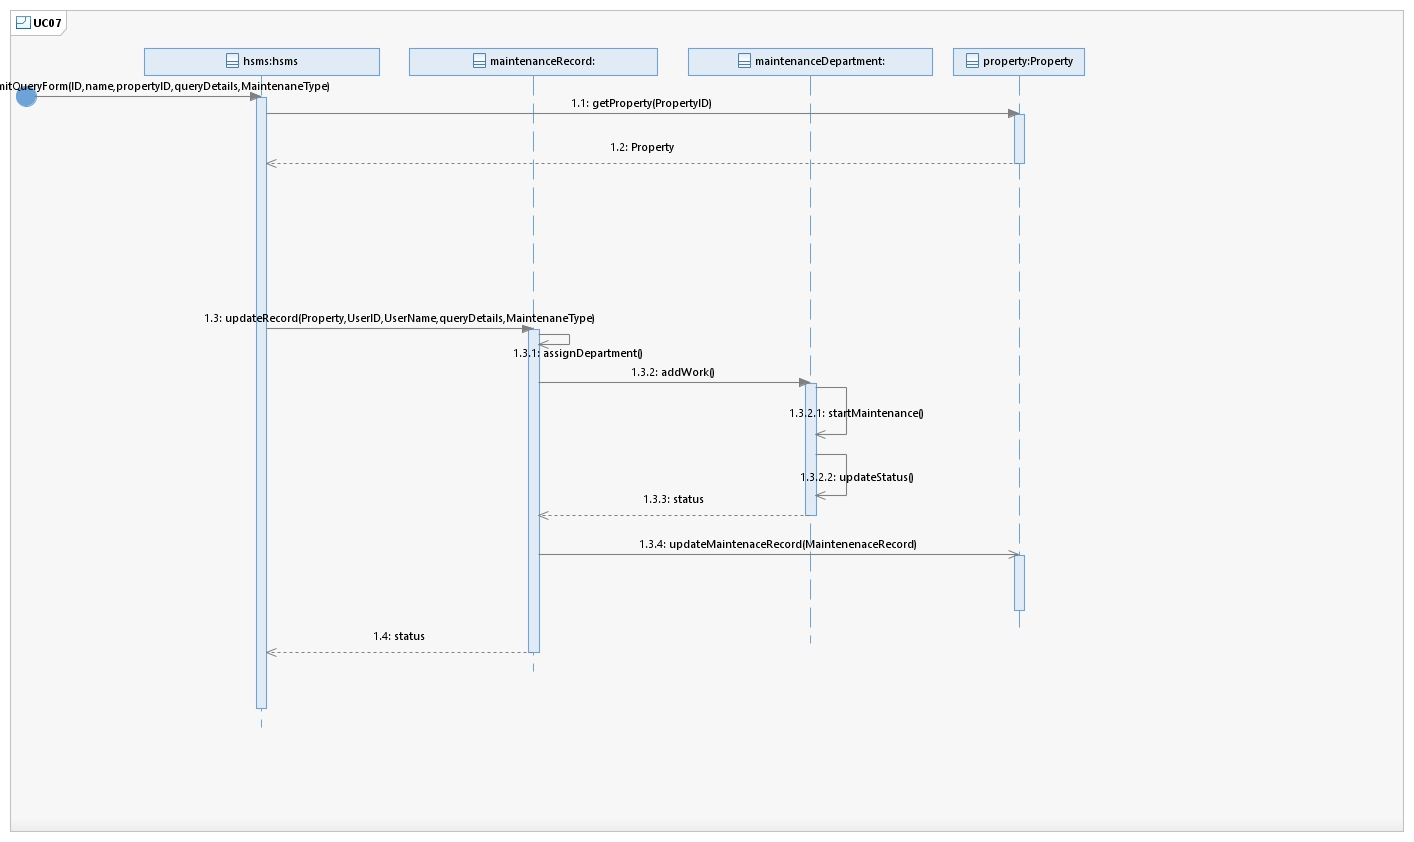 UC07
hsms:hsms
maintenanceRecord:
maintenanceDepartment:
property:Property
mitQueryForm(ID,name,propertyID,queryDetails,MaintenaneType)
1.1: getProperty(PropertyID)
1.2: Property
1.3: updateRecord(Property,UserID,UserName,queryDetails,MaintenaneType)
1.3.1: assignDepartment()
1.3.2: addWork()
1.3.2.1: startMaintenance()
1.3.2.2: updateStatus()
1.3.3: status
1.3.4: updateMaintenaceRecord(MaintenenaceRecord)
1.4: status